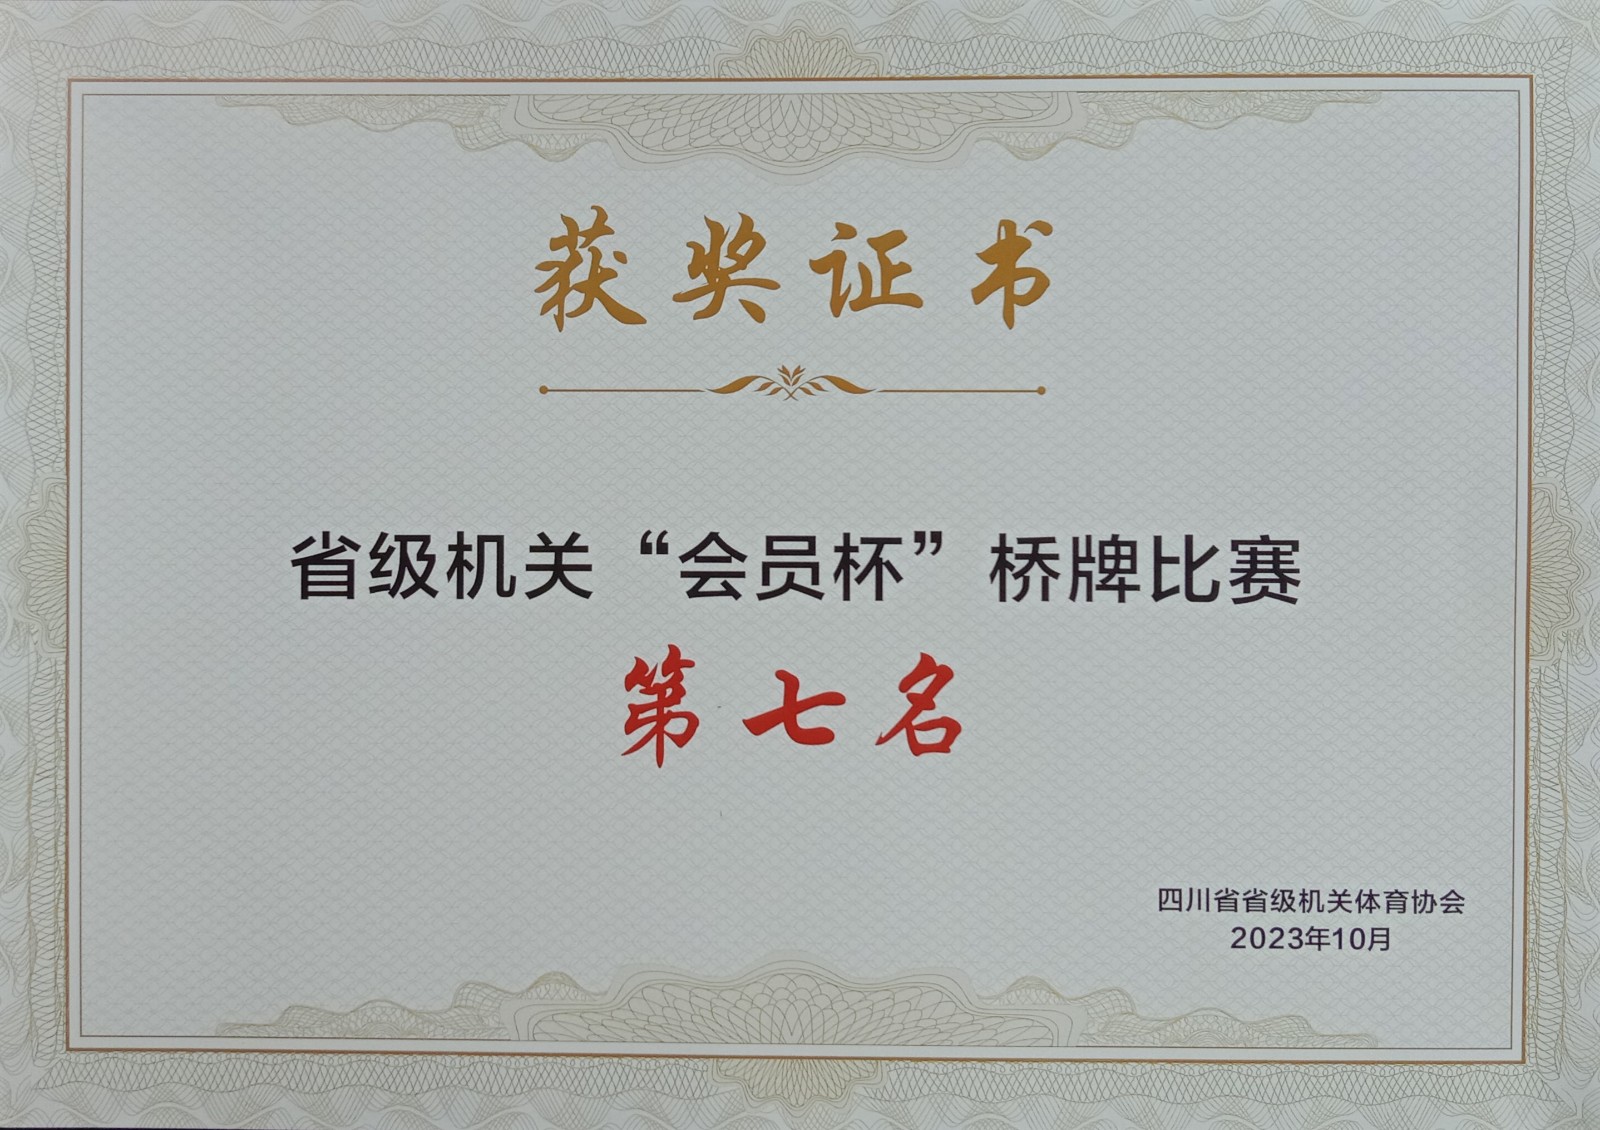 获奖证书
省级机关“会员杯”桥牌比赛
第七名
四川省省级机关体育协会
2023年10月